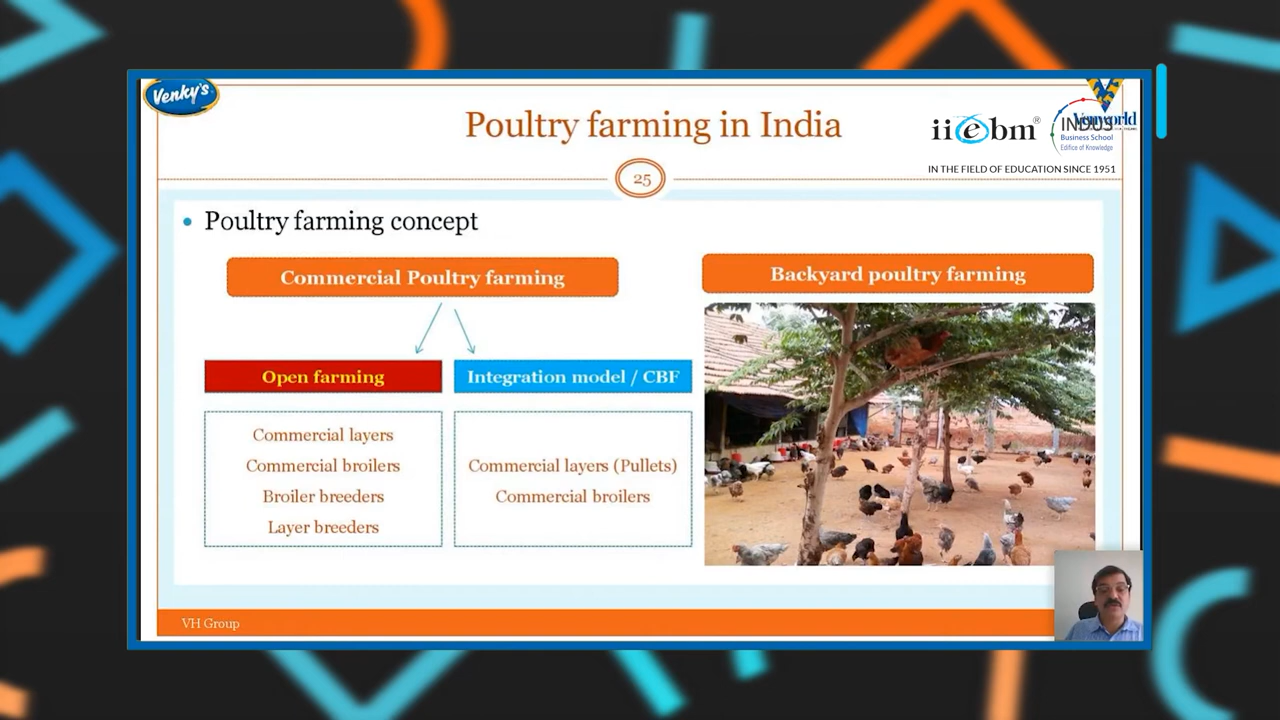 Venky's
Poultry farming in India
iiebm®
INDUS
Business School
Edifice of Knowledge
IN THE FIELD OF EDUCATION SINCE 1951
25
• Poultry farming concept
Commercial Poultry farming
Backyard poultry farming
Open farming
Integration model / CBF
Commercial layers
Commercial broilers
Broiler breeders
Layer breeders
Commercial layers (Pullets)
Commercial broilers
VH Group